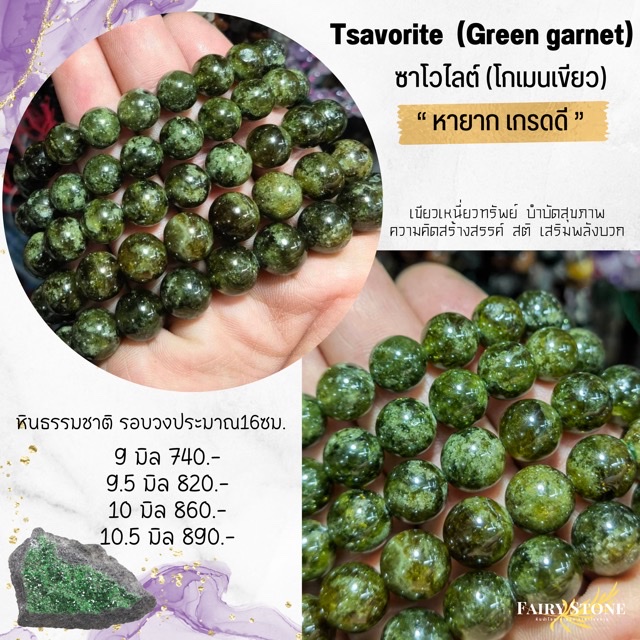 Tsavorite (Green garnet)
ซาโวไลต์ (โกเมนเขียว)
“ หายาก เกรดดี ”
เขียวเหนี่ยวทรัพย์ บำบัดสุขภาพ
ความคิดสร้างสรรค์ สติ เสริมพลังบวก
หินธรรมชาติ รอบวงประมาณ16ซม.
9 มิล 740.-
9.5 มิล 820.-
10 มิล 860.-
10.5 มิล 890.-
FAIRY STONE